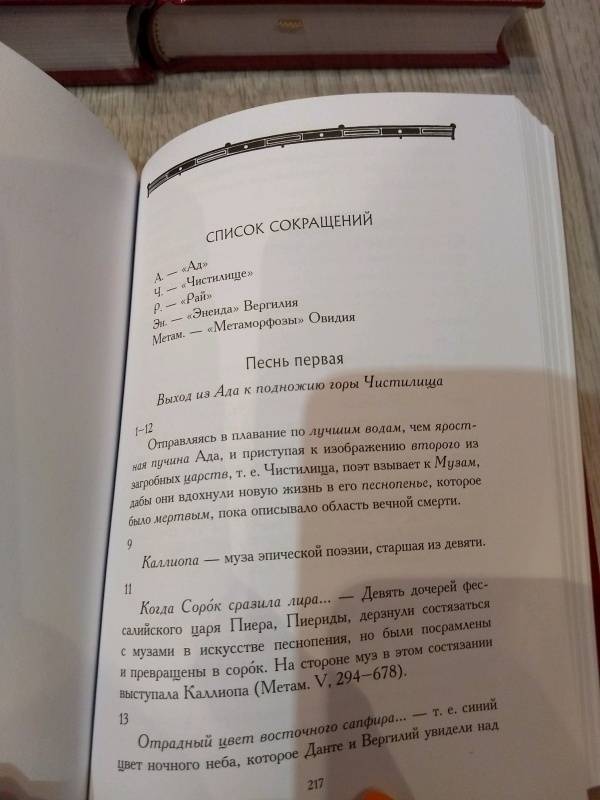 СПИСОК СОКРАЩЕНИЙ
А. — «Ад»
Ч. — «Чистилище»
Р. — «Рай»
Эн. — «Энеида» Вергилия
Метам. — «Метаморфозы» Овидия
Песнь первая
Выход из Ада к подножию горы Чистилища
1–12
Отправляясь в плавание по лучшим водам, чем ярост-
ная пучина Ада, и приступая к изображению второго из
загробных царств, т. е. Чистилища, поэт взывает к Музам,
дабы они вдохнули новую жизнь в его песнопенье, которое
было мертвым, пока описывало область вечной смерти.
9
Каллиопа — муза эпической поэзии, старшая из девяти.
11
Когда Соро́к сразила лира... — Девять дочерей фес-
салийского царя Пиера, Пиериды, дерзнули состязаться
с музами в искусстве песнопения, но были посрамлены
и превращены в соро́к. На стороне муз в этом состязании
выступала Каллиопа (Метам. V, 294–678).
13
Отрадный цвет восточного сапфира... — т. е. синий
цвет ночного неба, которое Данте и Вергилий увидели над
217